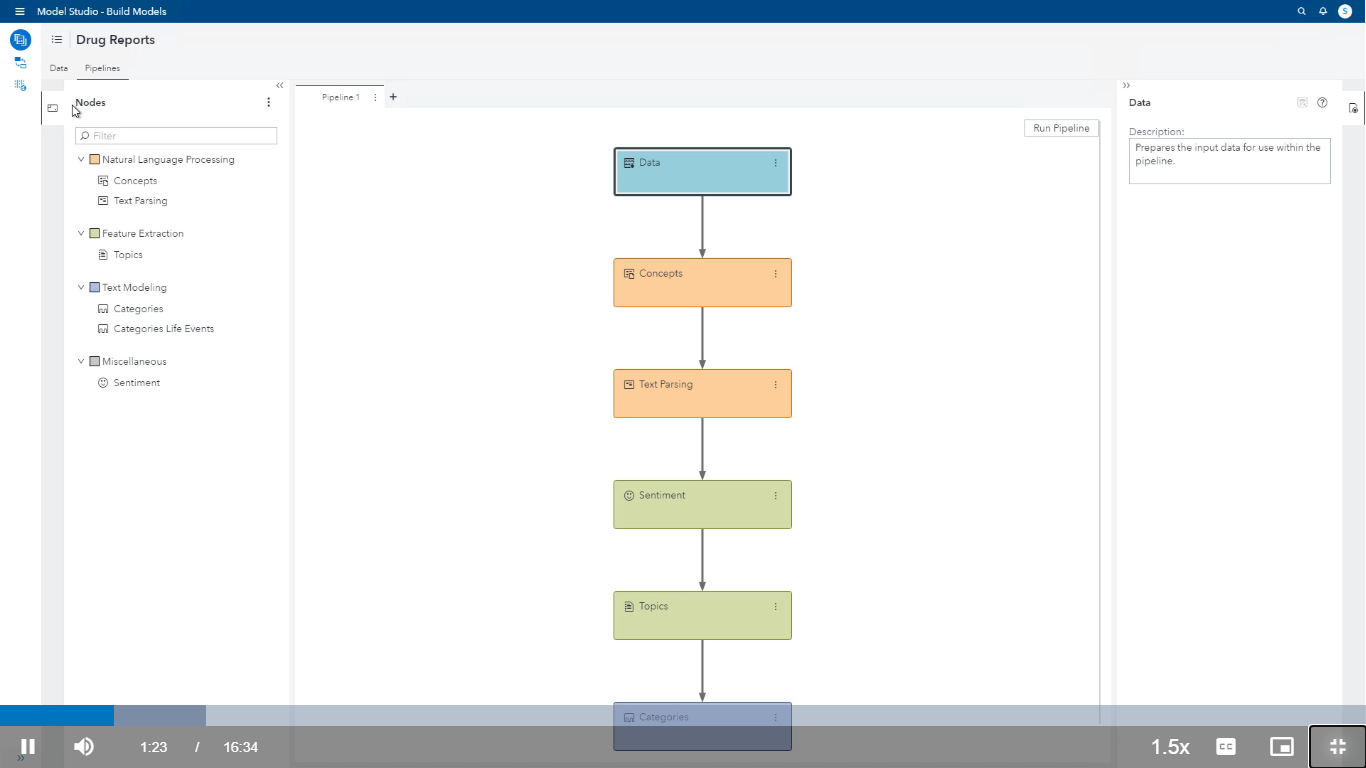 Model Studio - Build Models
S
Drug Reports
Data
Pipelines
Nodes
Filter
Natural Language Processing
Concepts
Text Parsing
Feature Extraction
Topics
Text Modeling
Categories
Categories Life Events
Miscellaneous
Sentiment
Pipeline 1
+
Run Pipeline
Data
Concepts
Text Parsing
Sentiment
Topics
Categories
Data
Description:
Prepares the input data for use within the
pipeline.
1:23 / 16:34
1.5x
CC